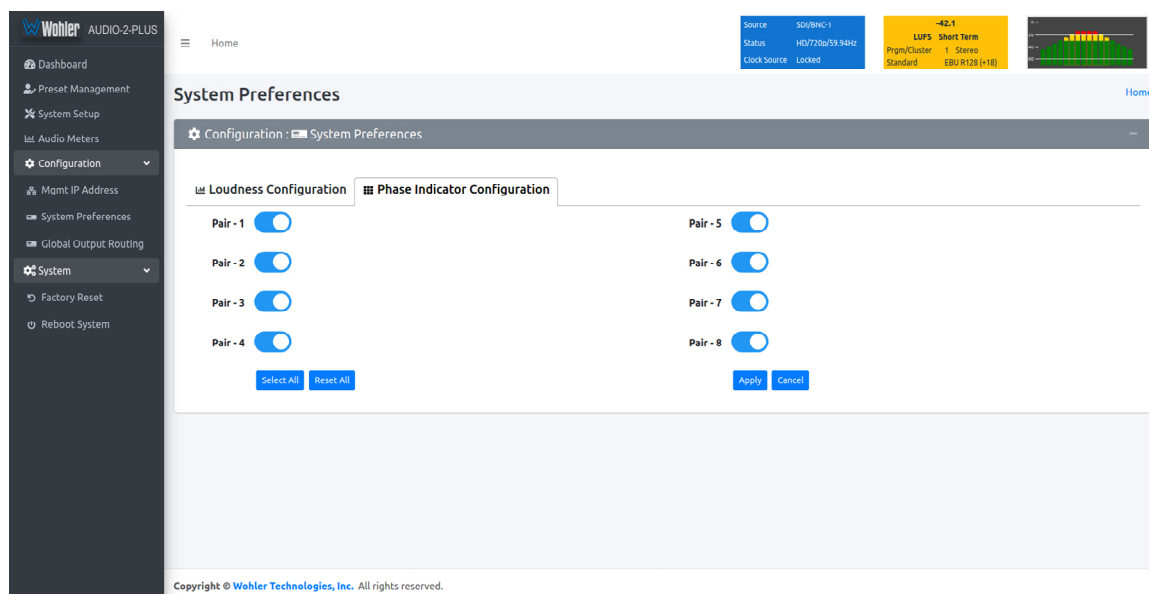 Wohler AUDIO-2-PLUS
Dashboard
Preset Management
System Setup
Audio Meters
Configuration
Mgmt IP Address
System Preferences
Global Output Routing
System
Factory Reset
Reboot System
Home
Source SDI/BNC-1
Status HD/720p/59.94Hz
Clock Source Locked
-42.1
LUFS Short Term
Prgm/Cluster 1 Stereo
Standard EBU R128 (+18)
System Preferences
Home
Configuration : System Preferences
Loudness Configuration
Phase Indicator Configuration
Pair - 1
Pair - 5
Pair - 2
Pair - 6
Pair - 3
Pair - 7
Pair - 4
Pair - 8
Select All Reset All
Apply Cancel
Copyright © Wohler Technologies, Inc. All rights reserved.